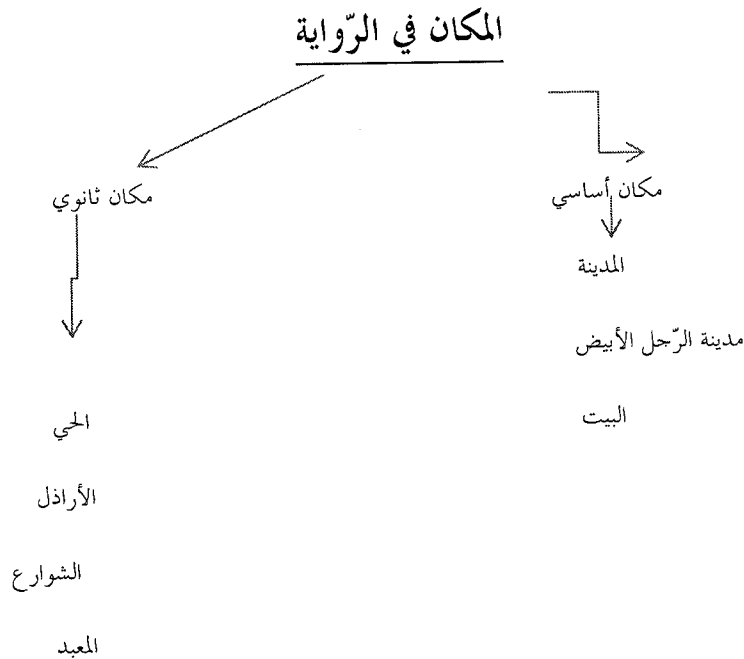 المكان في الرّواية
مكان أساسي
مكان ثانوي
المدينة
مدينة الرّجل الأبيض
البيت
الحي
الأراذل
الشوارع
المعبد